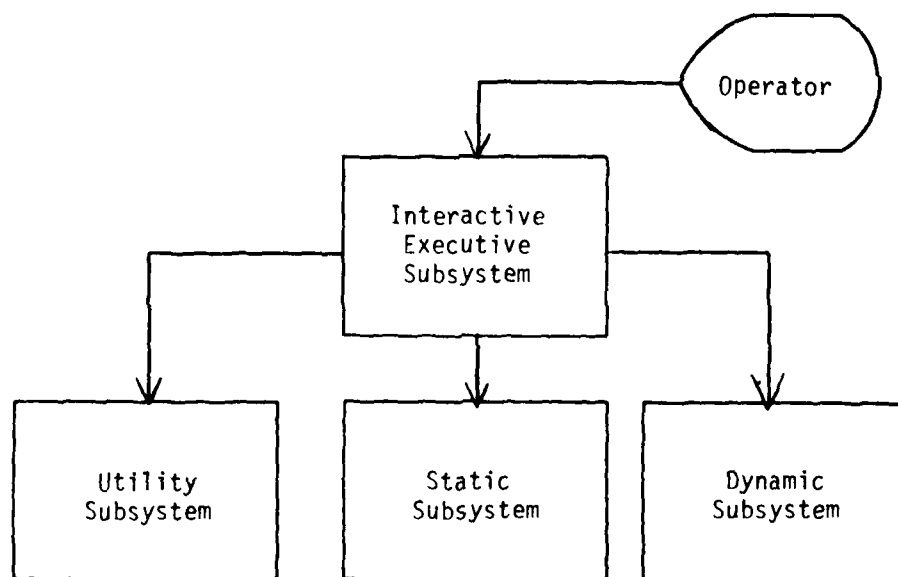 Operator
Interactive
Executive
Subsystem
Utility
Subsystem
Static
Subsystem
Dynamic
Subsystem